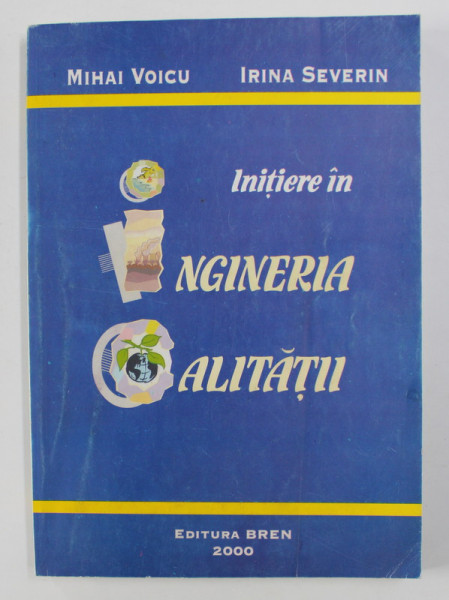 MIHAI VOICU IRINA SEVERIN
Inițiere în
INGINERIA
CALITĂȚII
EDITURA BREN
2000